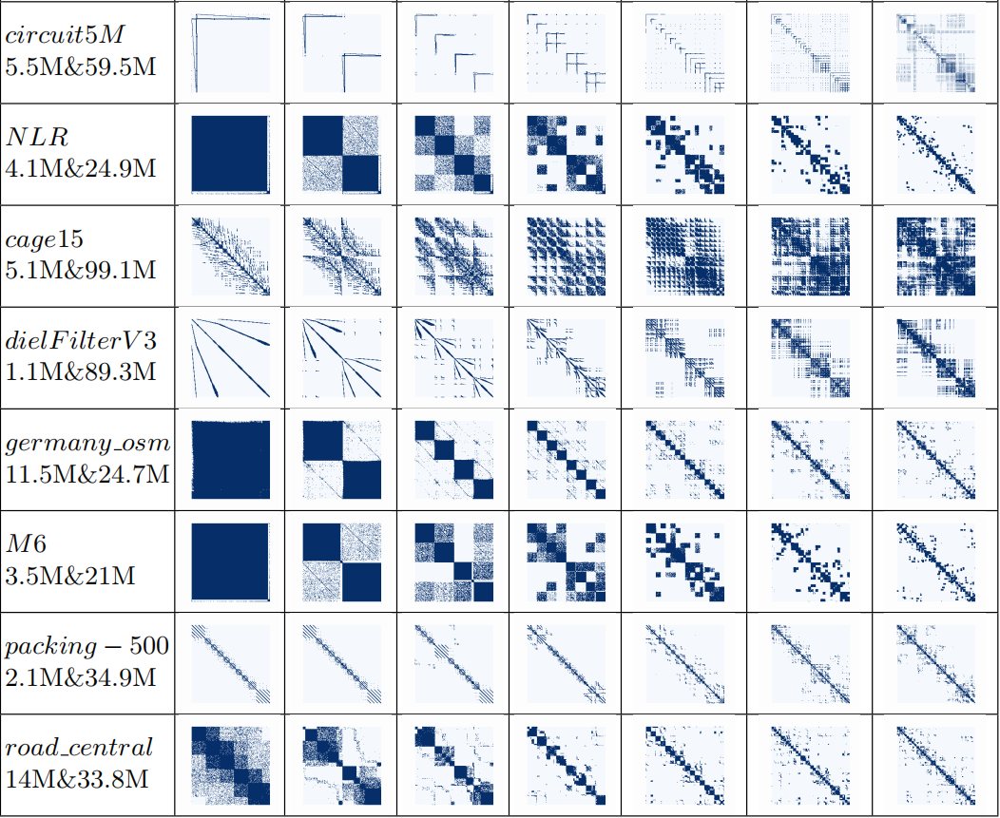 circuit5M
5.5M&59.5M
NLR
4.1M&24.9M
cage15
5.1M&99.1M
dielFilterV3
1.1M&89.3M
germany_osm
11.5M&24.7M
M6
3.5M&21M
packing − 500
2.1M&34.9M
road_central
14M&33.8M